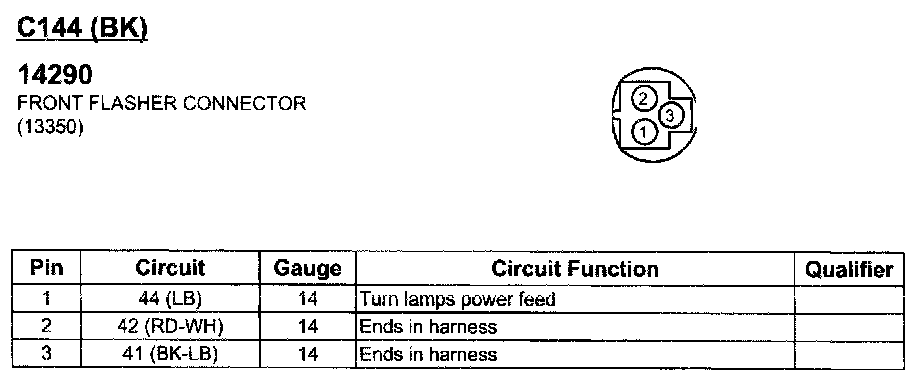 C144 (BK)
14290
FRONT FLASHER CONNECTOR
(13350)
2
3
1
Pin Circuit Gauge Circuit Function Qualifier
1 44 (LB) 14 Turn lamps power feed
2 42 (RD-WH) 14 Ends in harness
3 41 (BK-LB) 14 Ends in harness